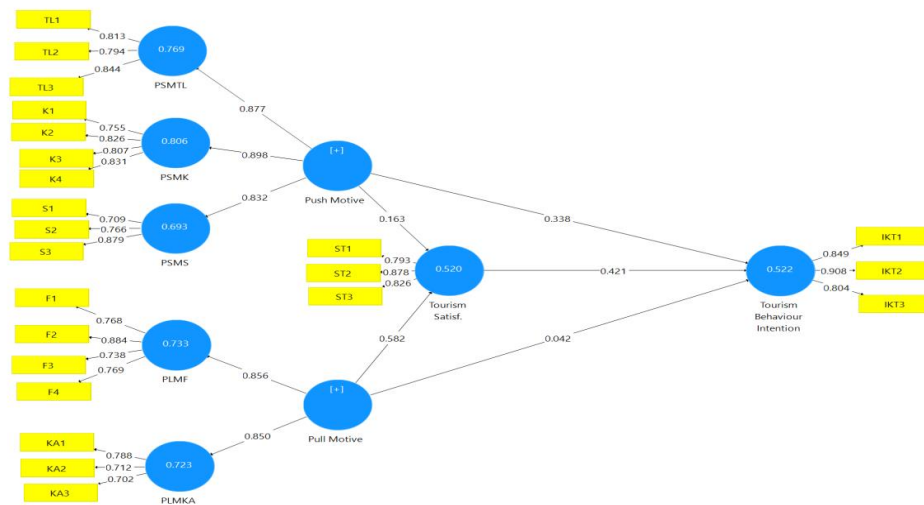 TL1
0.813
TL2
0.794
0.844
TL3
0.769
PSMTL
K1
0.755
K2
0.826
K3
0.807
K4
0.831
0.806
PSMK
S1
0.709
S2
0.766
S3
0.879
0.693
PSMS
0.877
0.898
0.832
[+]
Push Motive
0.163
0.338
ST1
0.793
ST2
0.878
ST3
0.826
0.520
Tourism
Satisf.
0.421
0.522
Tourism
Behaviour
Intention
0.849
IKT1
0.908
IKT2
0.804
IKT3
F1
0.768
F2
0.884
F3
0.738
F4
0.769
0.733
PLMF
0.856
0.582
0.042
[+]
Pull Motive
0.850
KA1
0.788
KA2
0.712
KA3
0.702
0.723
PLMKA